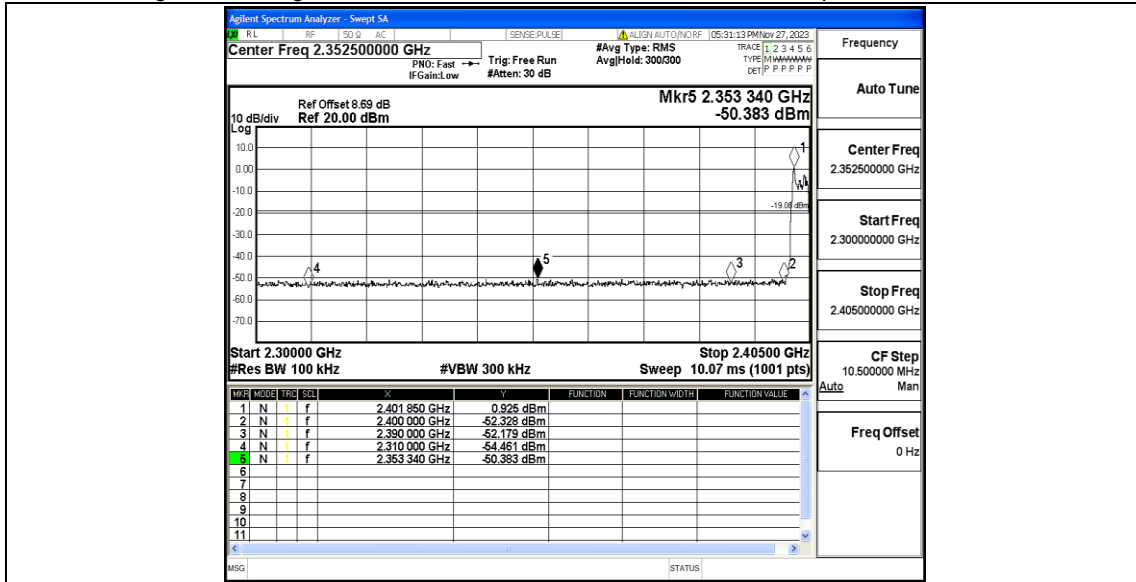 Agilent Spectrum Analyzer - Swept SA
RL RF 50 Ω AC SENSE:PULSE ALIGN AUTO/NO RF 05:31:13 PM Nov 27, 2023
Center Freq 2.352500000 GHz
PNO: Fast Trig: Free Run
IFGain:Low #Atten: 30 dB
#Avg Type: RMS
Avg|Hold: 300/300
TRACE 1 2 3 4 5 6
TYPE M W W W W W
DET P P P P P P
Ref Offset 8.69 dB
10 dB/div Ref 20.00 dBm
Log
Mkr5 2.353 340 GHz
-50.383 dBm
10.0
0.00
-10.0
-20.0
-30.0
-40.0
-50.0
-60.0
-70.0
1
-19.08 dBm
4
5
3
2
Start 2.30000 GHz Stop 2.40500 GHz
#Res BW 100 kHz #VBW 300 kHz Sweep 10.07 ms (1001 pts)
MKR MODE TRC SCL X Y FUNCTION FUNCTION WIDTH FUNCTION VALUE
1 N 1 f 2.401 850 GHz 0.925 dBm
2 N 1 f 2.400 000 GHz -52.328 dBm
3 N 1 f 2.390 000 GHz -52.179 dBm
4 N 1 f 2.310 000 GHz -54.461 dBm
5 N 1 f 2.353 340 GHz -50.383 dBm
6
7
8
9
10
11
MSG STATUS
Frequency
Auto Tune
Center Freq
2.352500000 GHz
Start Freq
2.300000000 GHz
Stop Freq
2.405000000 GHz
CF Step
10.500000 MHz
Auto Man
Freq Offset
0 Hz